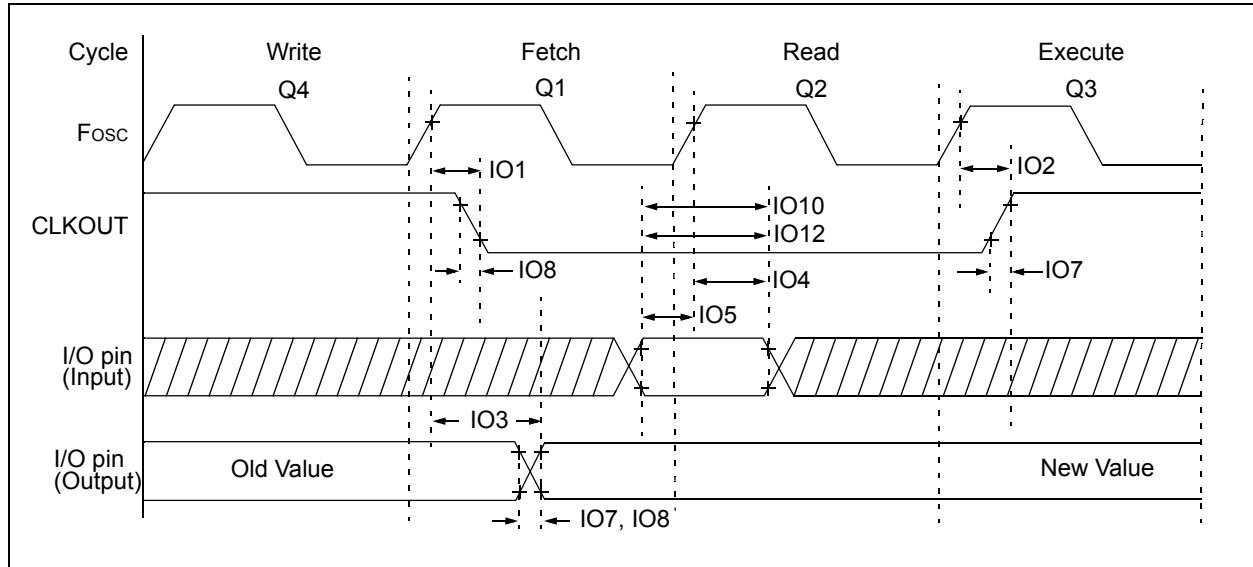 Cycle Write Fetch Read Execute
Q4 Q1 Q2 Q3
FOSC
IO1 IO2
CLKOUT
IO10
IO12
IO8 IO4 IO7
IO5
I/O pin
(Input)
IO3
I/O pin
(Output)
Old Value New Value
IO7, IO8